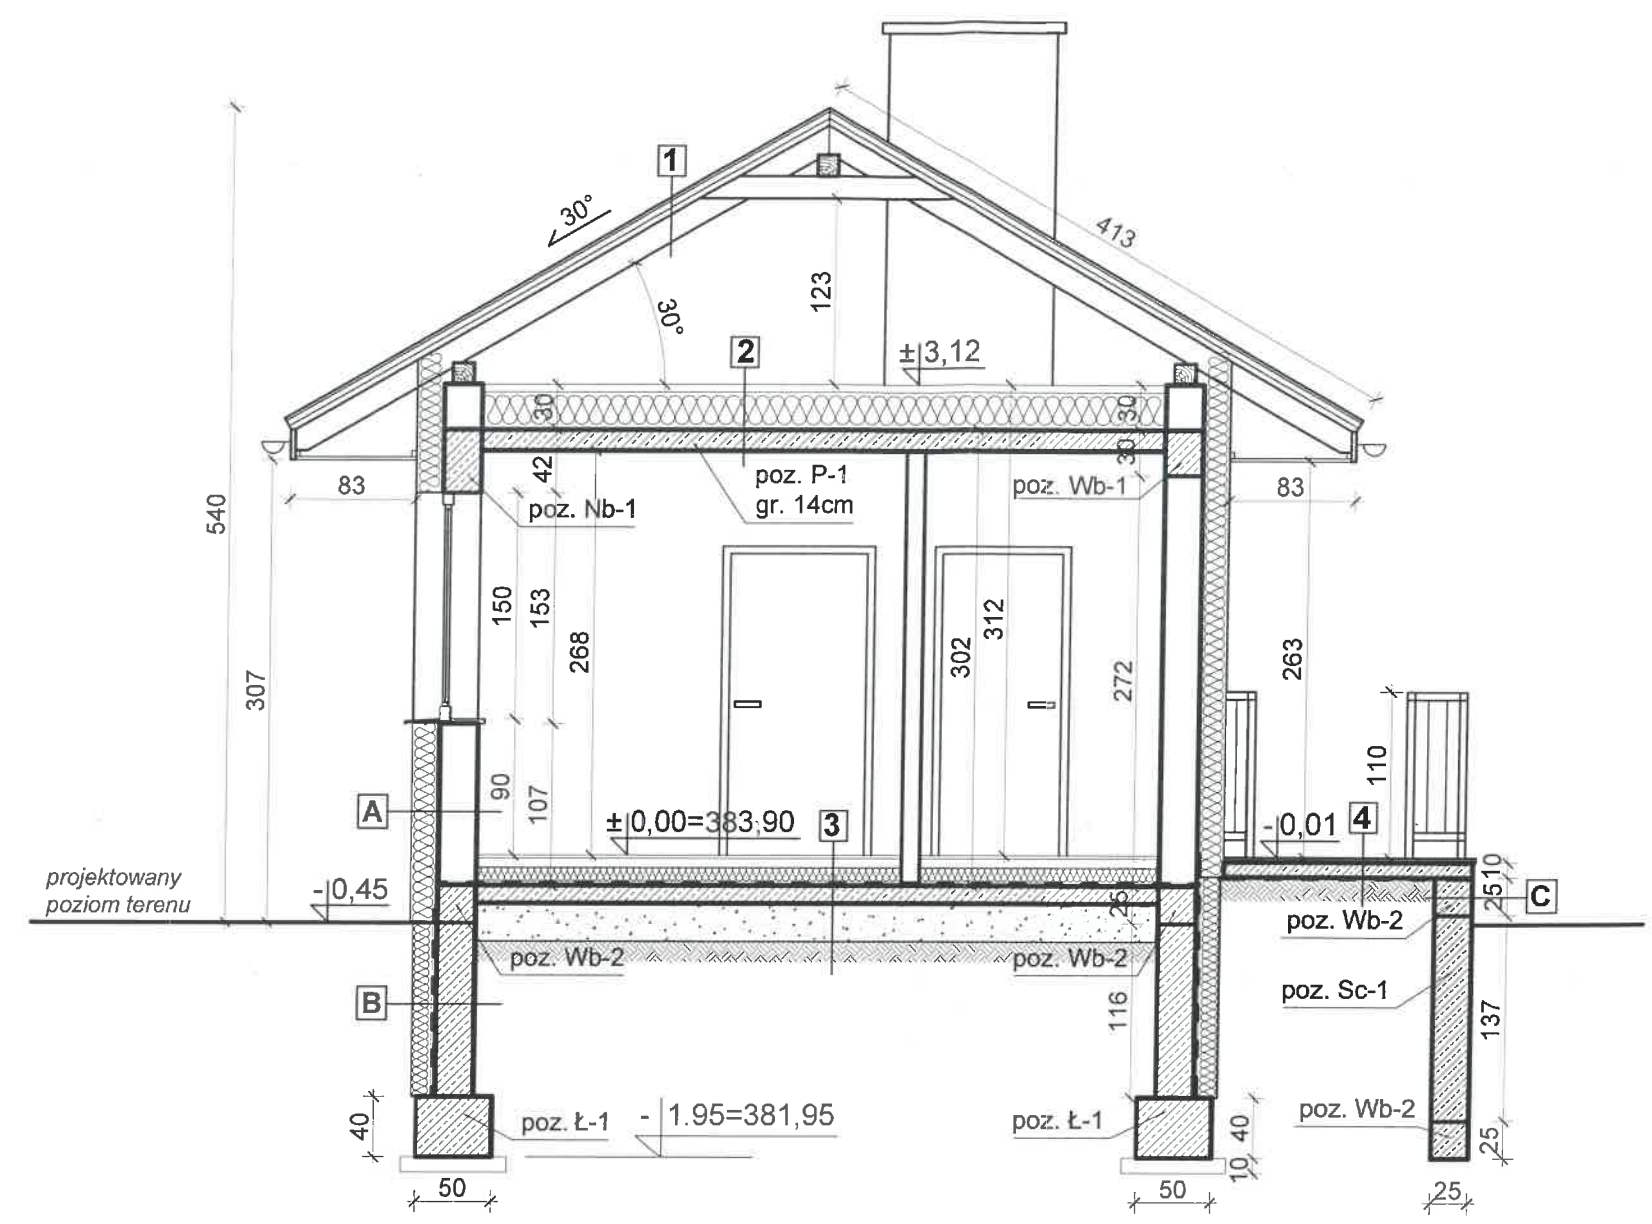 1
30°
413
30°
123
2
±3,12
30
30
42
30
83
poz. P-1
gr. 14cm
poz. Wb-1
83
poz. Nb-1
540
150
153
268
302
312
272
263
307
110
90
107
A
±0,00=383,90
3
-0,01
4
projektowany
poziom terenu
-0,45
10
25
25
C
poz. Wb-2
poz. Wb-2
poz. Wb-2
B
poz. Sc-1
116
137
40
poz. Ł-1
- 1.95=381,95
poz. Ł-1
40
10
poz. Wb-2
25
50
50
25